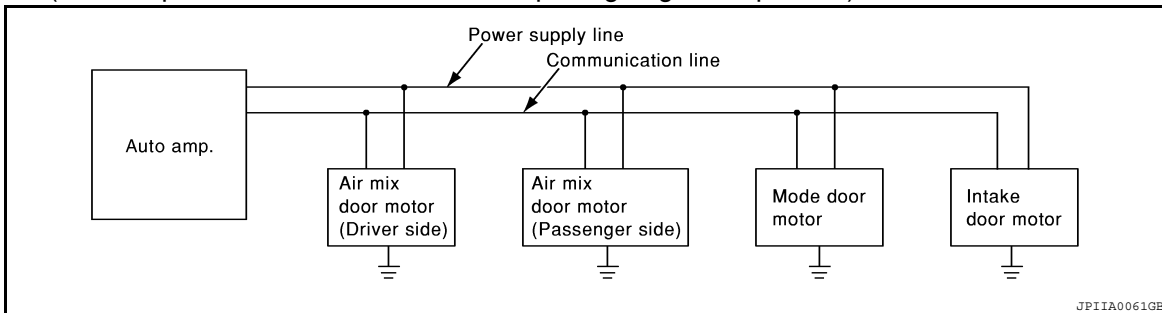 Power supply line
Communication line
Auto amp.
Air mix
door motor
(Driver side)
Air mix
door motor
(Passenger side)
Mode door
motor
Intake
door motor
JPIIA0061GB